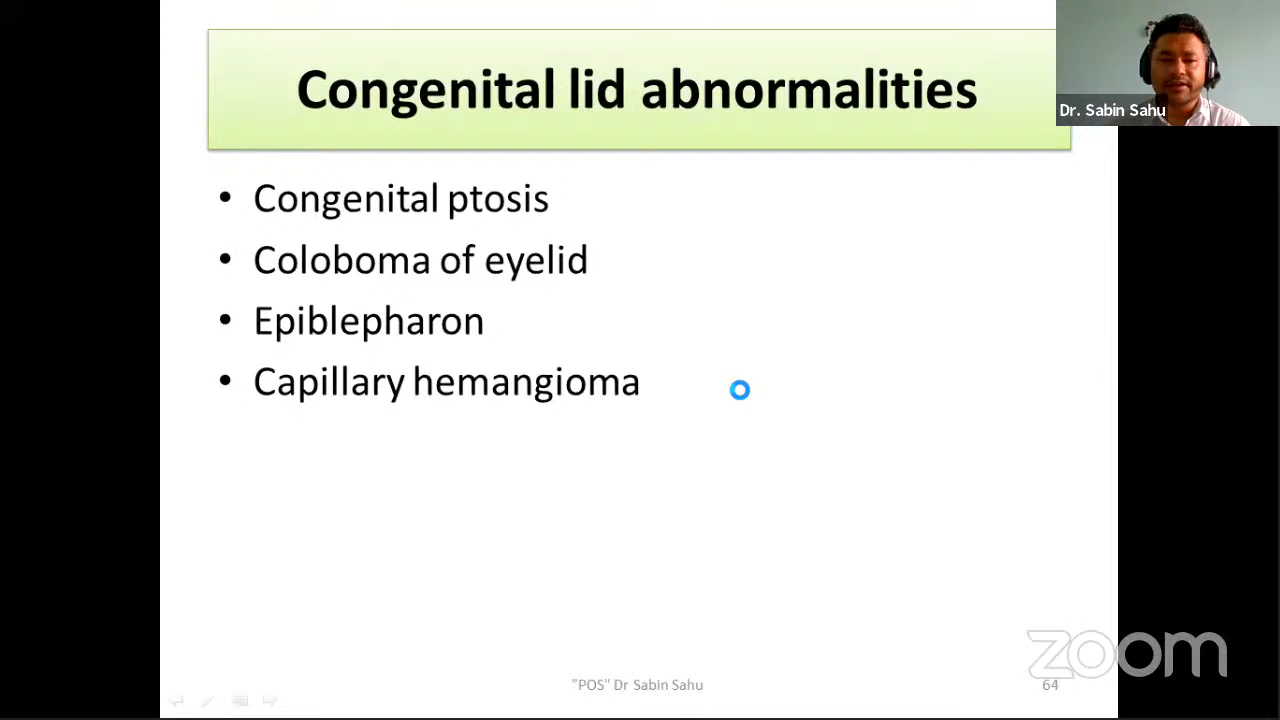 Congenital lid abnormalities
Dr. Sabin Sahu
• Congenital ptosis
• Coloboma of eyelid
• Epiblepharon
• Capillary hemangioma
zoom
"POS" Dr Sabin Sahu
64